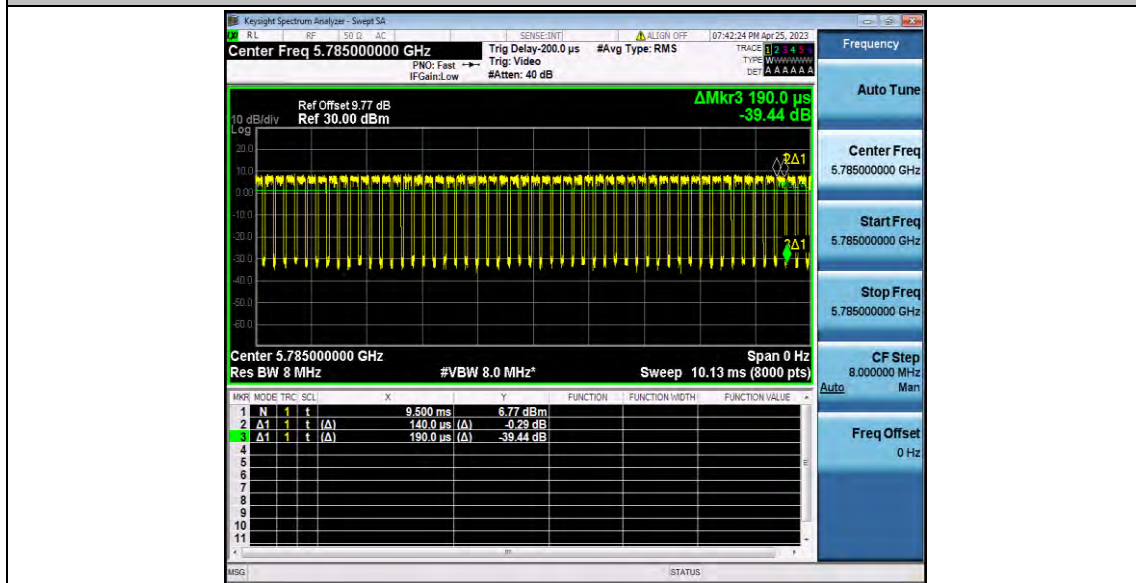 Keysight Spectrum Analyzer - Swept SA
RL RF 50 Ω AC SENSE:INT ALIGN OFF 07:42:24 PM Apr 25, 2023
Center Freq 5.785000000 GHz
PNO: Fast
IFGain:Low
Trig Delay-200.0 µs
Trig: Video
#Atten: 40 dB
#Avg Type: RMS
TRACE 1 2 3 4 5 6
TYPE WWWWWW
DET A A A A A A
ΔMkr3 190.0 µs
-39.44 dB
Ref Offset 9.77 dB
10 dB/div Ref 30.00 dBm
Log
20.0
10.0
0.00
-10.0
-20.0
-30.0
-40.0
-50.0
-60.0
2Δ1
3Δ1
Center 5.785000000 GHz Span 0 Hz
Res BW 8 MHz #VBW 8.0 MHz* Sweep 10.13 ms (8000 pts)
MKR MODE TRC SCL X Y FUNCTION FUNCTION WIDTH FUNCTION VALUE
1 N 1 t 9.500 ms 6.77 dBm
2 Δ1 1 t (Δ) 140.0 µs (Δ) -0.29 dB
3 Δ1 1 t (Δ) 190.0 µs (Δ) -39.44 dB
4
5
6
7
8
9
10
11
MSG STATUS
Frequency
Auto Tune
Center Freq
5.785000000 GHz
Start Freq
5.785000000 GHz
Stop Freq
5.785000000 GHz
CF Step
8.000000 MHz
Auto Man
Freq Offset
0 Hz